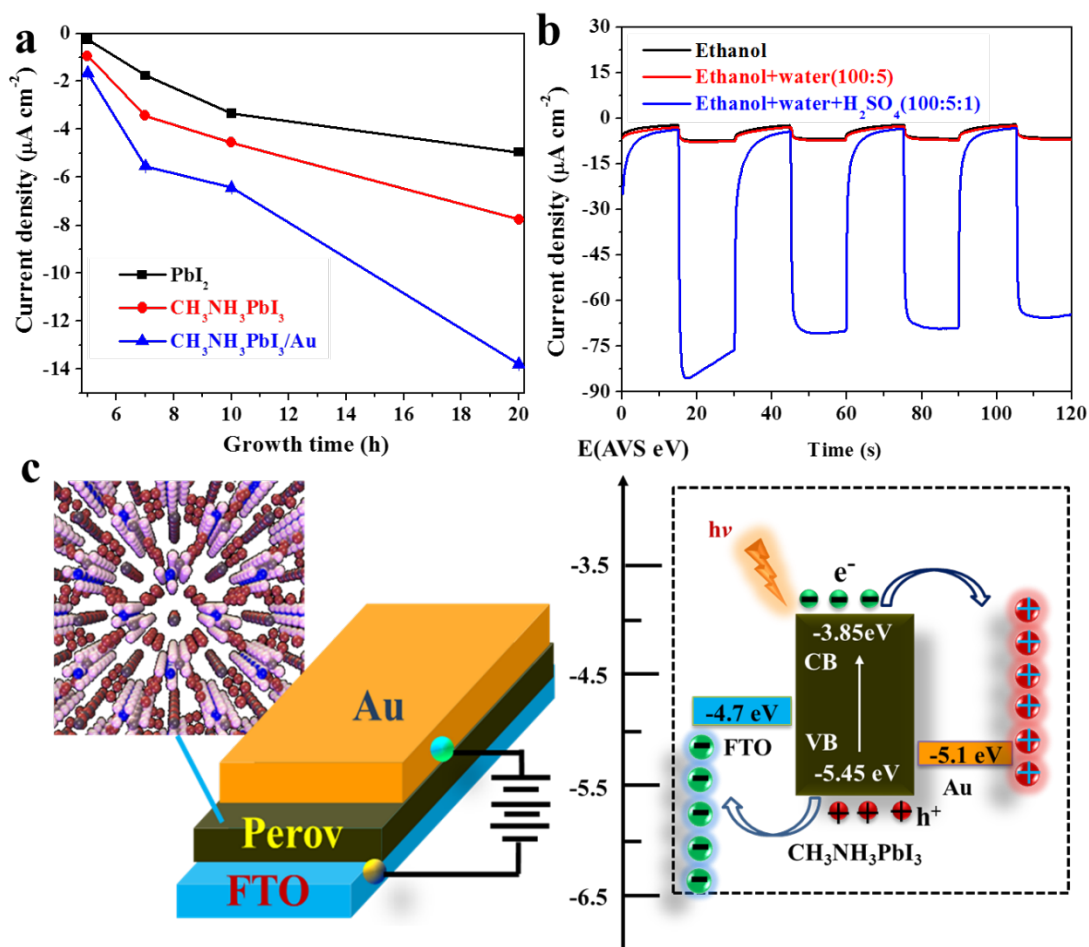 a
Current density (μA cm⁻²)
0
-2
-4
-6
-8
-10
-12
-14
PbI₂
CH₃NH₃PbI₃
CH₃NH₃PbI₃/Au
6 8 10 12 14 16 18 20
Growth time (h)
b
Current density (μA cm⁻²)
30
15
0
-15
-30
-45
-60
-75
-90
Ethanol
Ethanol+water(100:5)
Ethanol+water+H₂SO₄(100:5:1)
0 20 40 60 80 100 120
Time (s)
c
Au
Perov
FTO
E(AVS eV)
-3.5
-4.5
-5.5
-6.5
hν
e⁻
-3.85eV
CB
-4.7 eV
FTO
VB
-5.45 eV
-5.1 eV
Au
h⁺
CH₃NH₃PbI₃